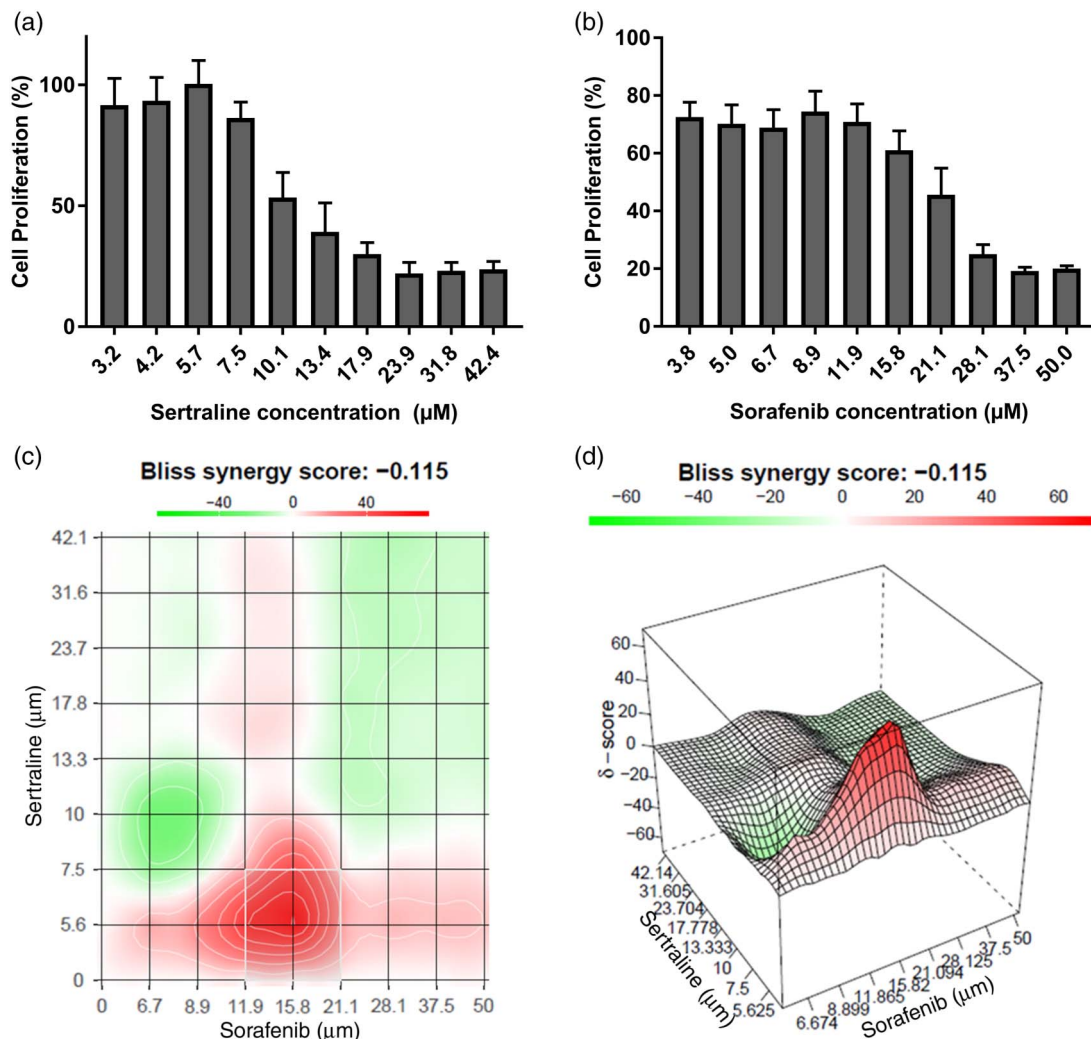 (a)
100
50
0
Cell Proliferation (%)
3.2 4.2 5.7 7.5 10.1 13.4 17.9 23.9 31.8 42.4
Sertraline concentration (µM)
(b)
100
80
60
40
20
0
Cell Proliferation (%)
3.8 5.0 6.7 8.9 11.9 15.8 21.1 28.1 37.5 50.0
Sorafenib concentration (µM)
(c)
Bliss synergy score: −0.115
−40 0 40
42.1
31.6
23.7
17.8
13.3
10
7.5
5.6
0
Sertraline (µm)
0 6.7 8.9 11.9 15.8 21.1 28.1 37.5 50
Sorafenib (µm)
(d)
Bliss synergy score: −0.115
−60 −40 −20 0 20 40 60
60
40
20
0
−20
−40
−60
δ − score
42.14
31.605
23.704
17.778
13.333
10
7.5
5.625
Sertraline (µm)
6.674 8.899 11.865 15.82 21.094 28.125 37.5 50
Sorafenib (µm)